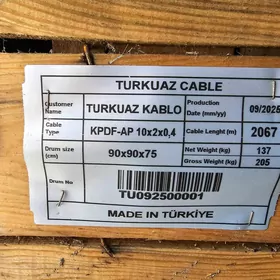 TURKUAZ CABLE
Customer Name TURKUAZ KABLO Production Date (mm/yy) 09/2025
Cable Type KPDF-AP 10x2x0,4 Cable Lenght (m) 2067
Drum size (cm) 90x90x75 Net Weight (kg) 137
Gross Weight (kg) 205
Drum No TU092500001
MADE IN TÜRKİYE